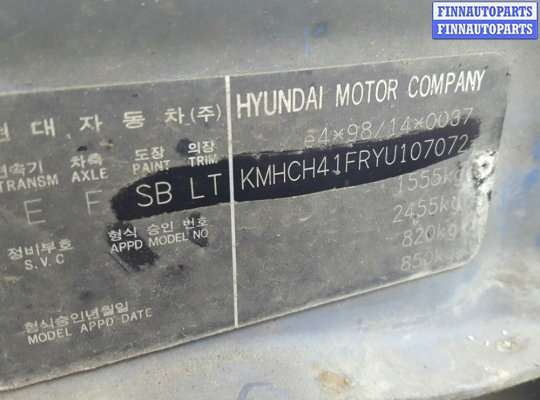 FINNAUTOPARTS
FINNAUTOPARTS
FINNAUTOPARTS
현대자동차(주)
HYUNDAI MOTOR COMPANY
e4*98/14*0037
변속기 차축 도장 의장
TRANSM AXLE PAINT TRIM
KMHCH41FRYU107072
E F SB LT
1555kg
정비부호 형식 승인 번호
S.V.C APPD MODEL NO
2455kg
820kg
850kg
형식승인년월일
MODEL APPD DATE